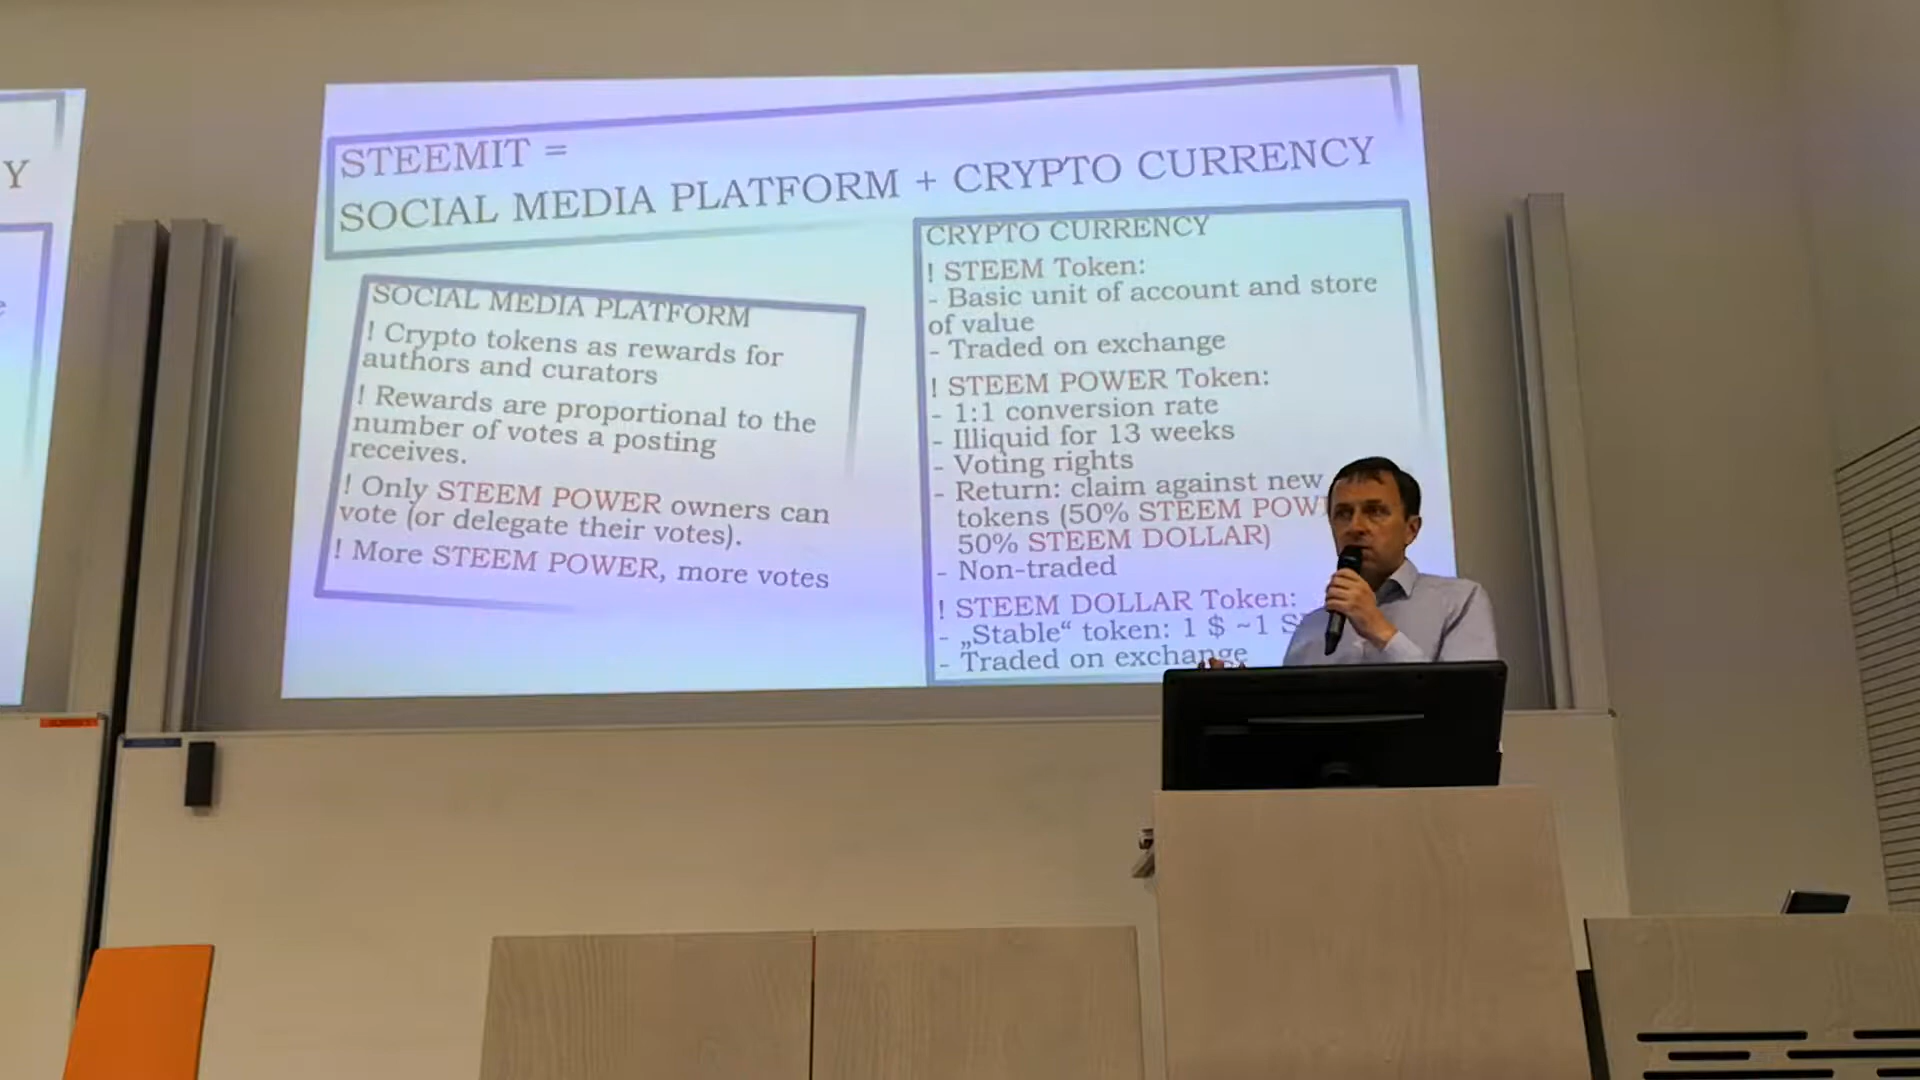 Y
STEEMIT =
SOCIAL MEDIA PLATFORM + CRYPTO CURRENCY
SOCIAL MEDIA PLATFORM
! Crypto tokens as rewards for
authors and curators
! Rewards are proportional to the
number of votes a posting
receives.
! Only STEEM POWER owners can
vote (or delegate their votes).
! More STEEM POWER, more votes
CRYPTO CURRENCY
! STEEM Token:
- Basic unit of account and store
of value
- Traded on exchange
! STEEM POWER Token:
- 1:1 conversion rate
- Illiquid for 13 weeks
- Voting rights
- Return: claim against new
tokens (50% STEEM
50% STEEM DOLLAR)
- Non-traded
! STEEM DOLLAR Token:
- „Stable“ token: 1 $ ~1
- Traded on exchange